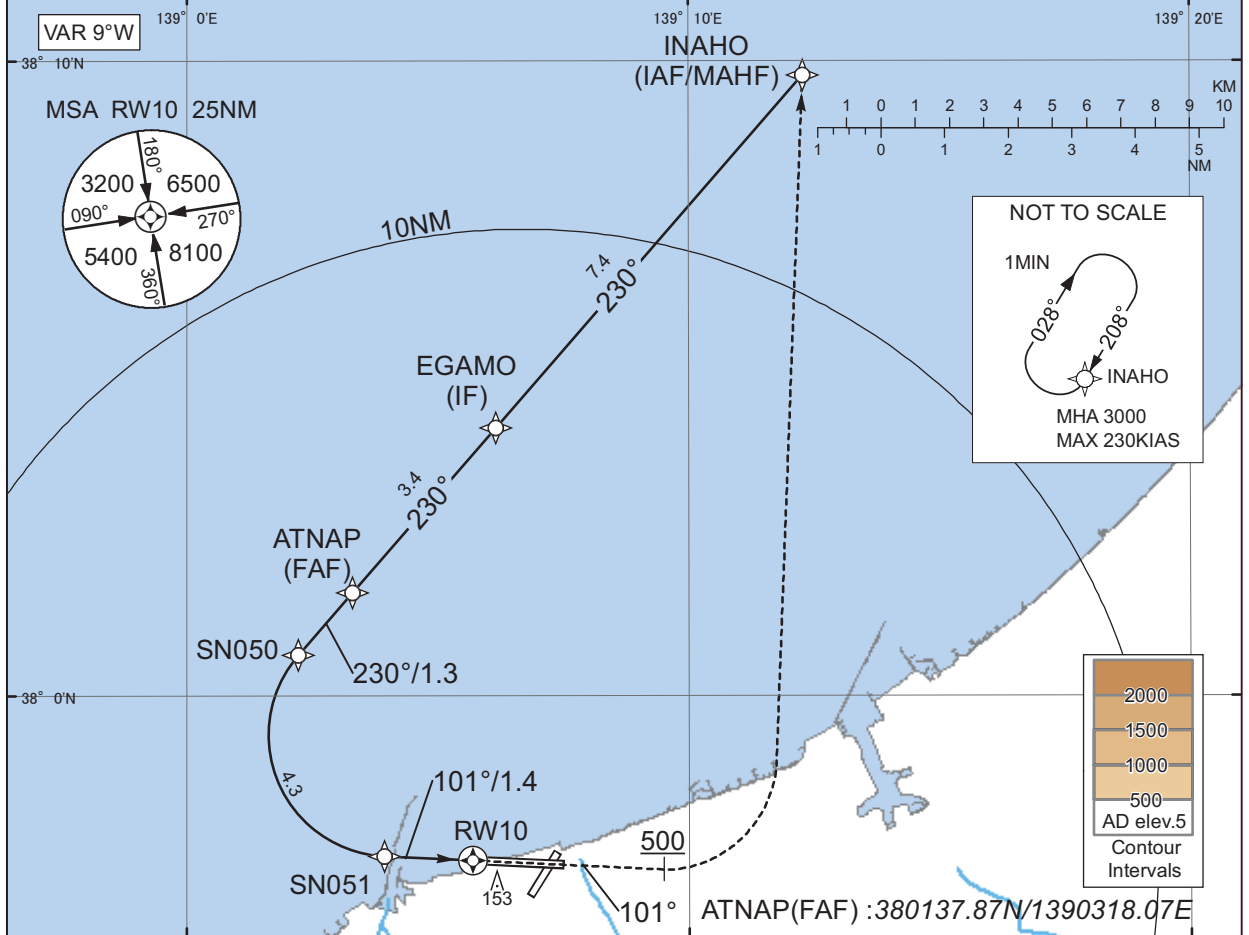 139° 0'E
139° 10'E
139° 20'E
VAR 9°W
38° 10'N
INAHO
(IAF/MAHF)
KM
1 0 1 2 3 4 5 6 7 8 9 10
1 0 1 2 3 4 5
NM
MSA RW10 25NM
180°
3200 6500
090°
270°
5400 8100
360°
10NM
7.4
230°
NOT TO SCALE
1MIN
028°
208°
INAHO
MHA 3000
MAX 230KIAS
EGAMO
(IF)
3.4
230°
ATNAP
(FAF)
SN050
230°/1.3
38° 0'N
4.3
101°/1.4
RW10
SN051
153
500
101°
2000
1500
1000
500
AD elev.5
Contour
Intervals
ATNAP(FAF) :380137.87N/1390318.07E